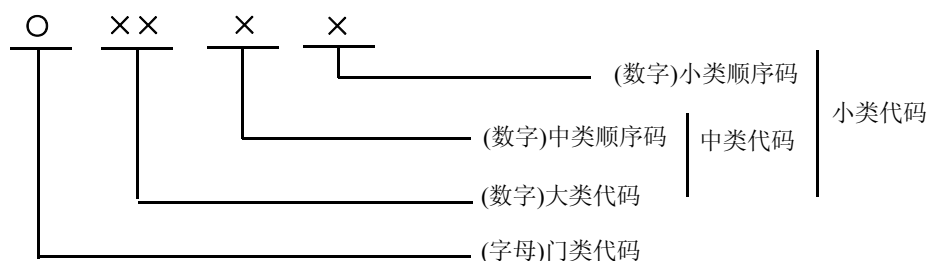 ○ ×× × ×
(数字)小类顺序码
小类代码
(数字)中类顺序码
中类代码
(数字)大类代码
(字母)门类代码